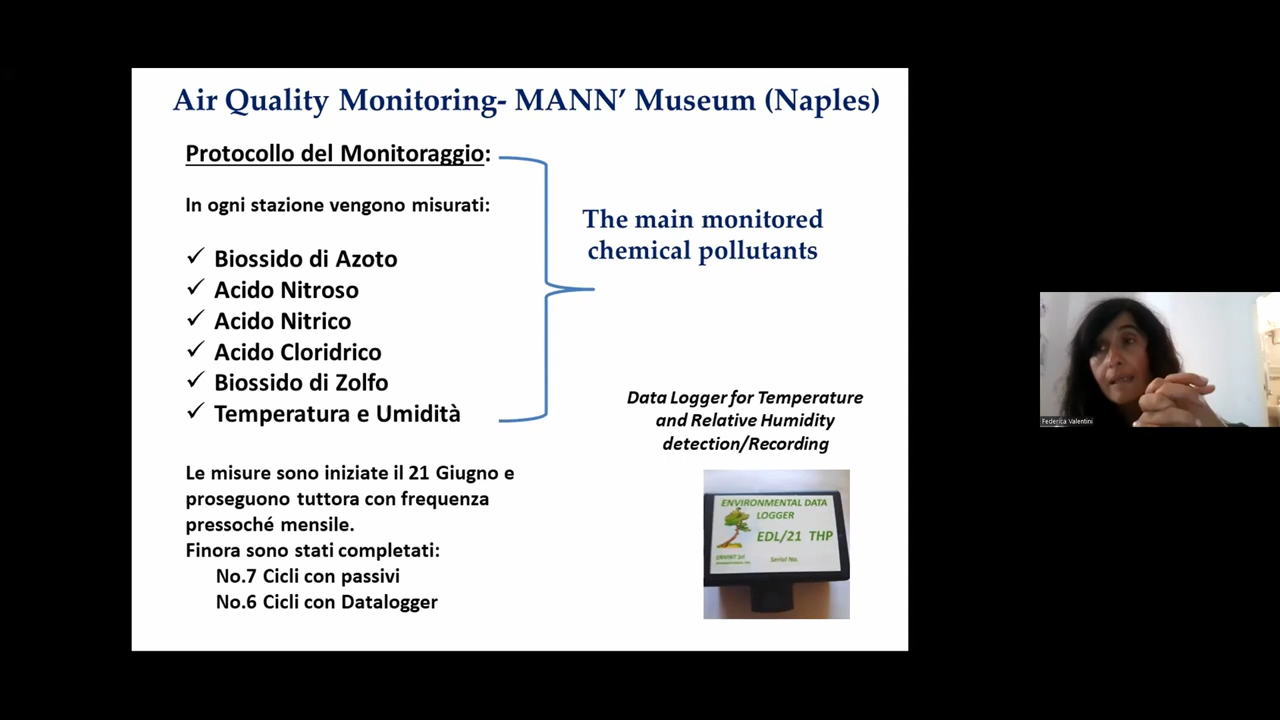 Air Quality Monitoring- MANN’ Museum (Naples)
Protocollo del Monitoraggio:
In ogni stazione vengono misurati:
✓ Biossido di Azoto
✓ Acido Nitroso
✓ Acido Nitrico
✓ Acido Cloridrico
✓ Biossido di Zolfo
✓ Temperatura e Umidità
The main monitored
chemical pollutants
Le misure sono iniziate il 21 Giugno e
proseguono tuttora con frequenza
pressoché mensile.
Finora sono stati completati:
No.7 Cicli con passivi
No.6 Cicli con Datalogger
Data Logger for Temperature
and Relative Humidity
detection/Recording
ENVIRONMENTAL DATA
LOGGER
EDL/21 THP
Serial No.
Federica Valentini